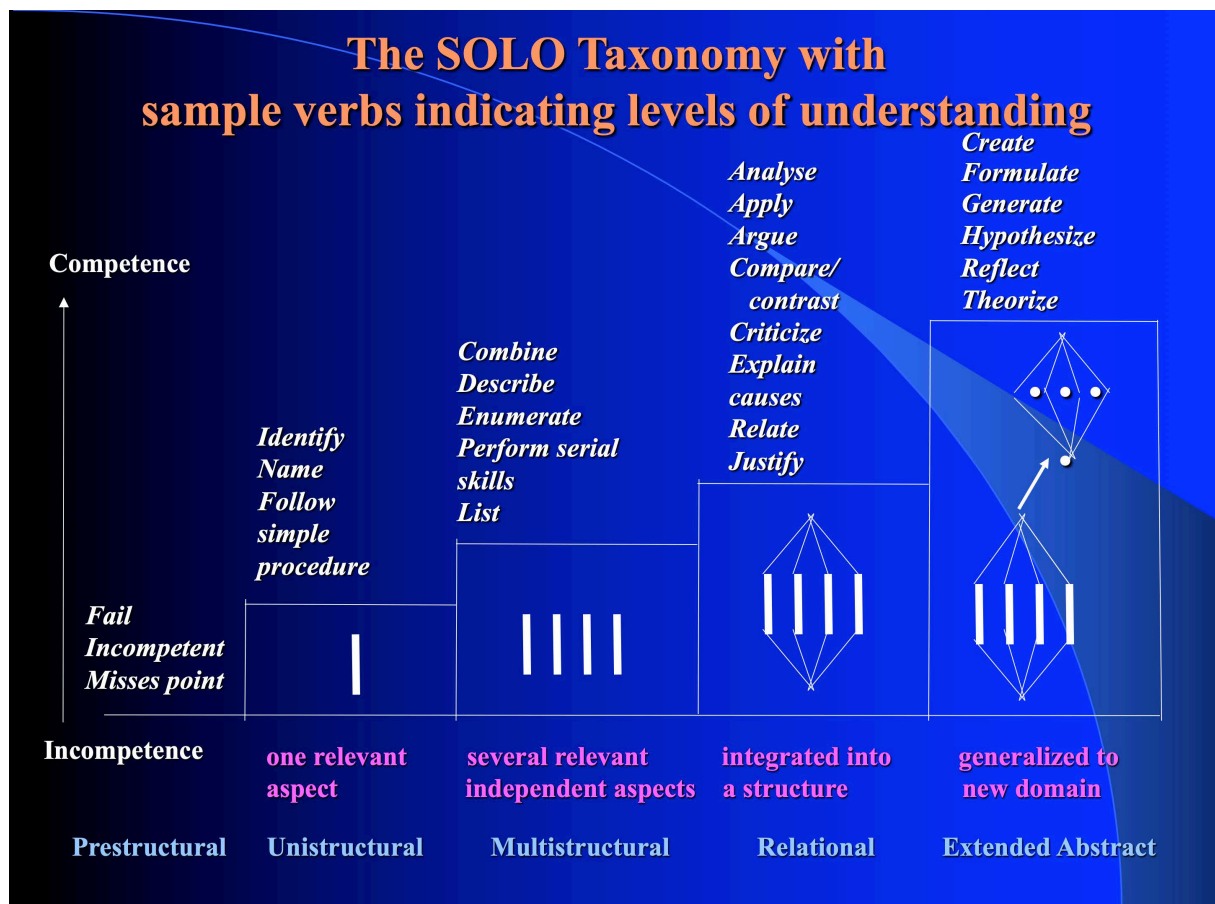 The SOLO Taxonomy with
sample verbs indicating levels of understanding
Competence
Fail
Incompetent
Misses point
Identify
Name
Follow
simple
procedure
Combine
Describe
Enumerate
Perform serial
skills
List
Analyse
Apply
Argue
Compare/
contrast
Criticize
Explain
causes
Relate
Justify
Create
Formulate
Generate
Hypothesize
Reflect
Theorize
Incompetence
one relevant
aspect
several relevant
independent aspects
integrated into
a structure
generalized to
new domain
Prestructural
Unistructural
Multistructural
Relational
Extended Abstract